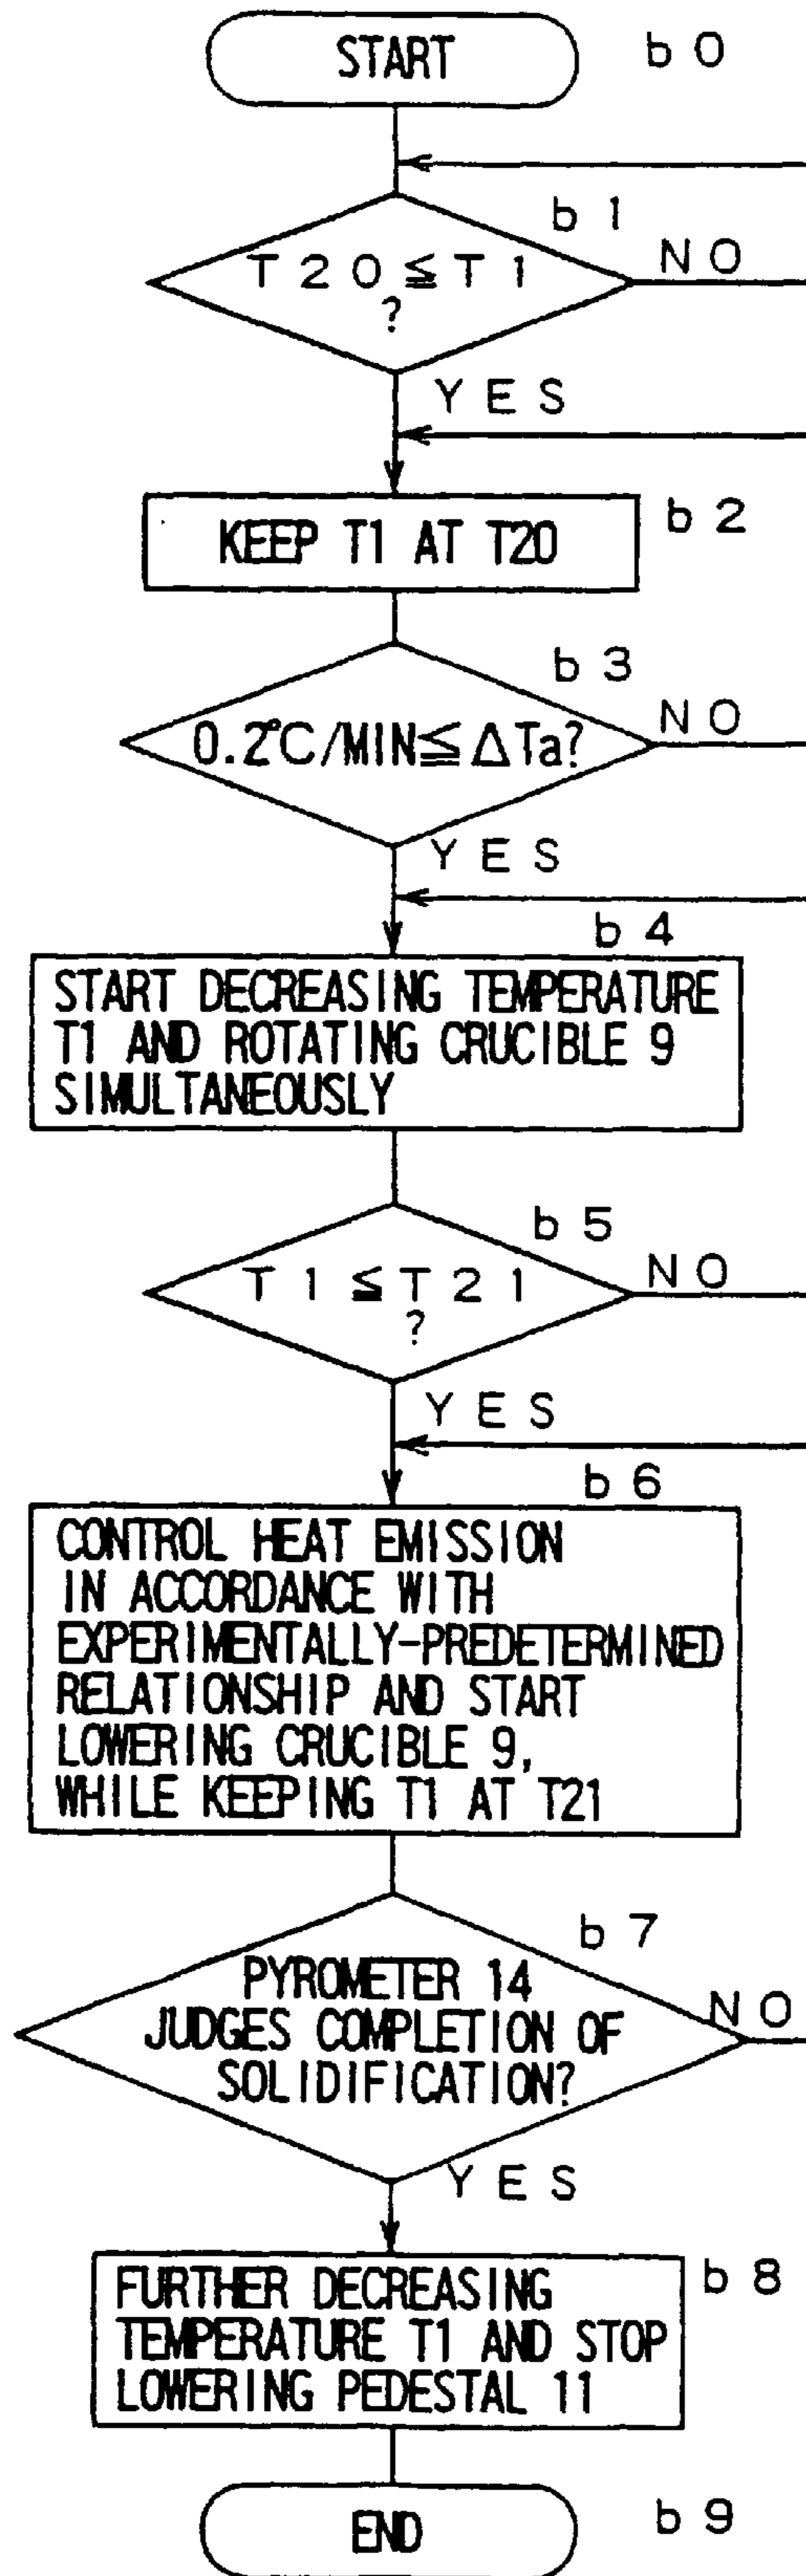 START
b 0
b 1
T 2 0 ≦ T 1
?
N O
Y E S
KEEP T1 AT T20
b 2
b 3
0.2℃/MIN≦ΔTa?
N O
Y E S
b 4
START DECREASING TEMPERATURE
T1 AND ROTATING CRUCIBLE 9
SIMULTANEOUSLY
b 5
T 1 ≦ T 2 1
?
N O
Y E S
b 6
CONTROL HEAT EMISSION
IN ACCORDANCE WITH
EXPERIMENTALLY-PREDETERMINED
RELATIONSHIP AND START
LOWERING CRUCIBLE 9,
WHILE KEEPING T1 AT T21
b 7
PYROMETER 14
JUDGES COMPLETION OF
SOLIDIFICATION?
N O
Y E S
b 8
FURTHER DECREASING
TEMPERATURE T1 AND STOP
LOWERING PEDESTAL 11
END
b 9